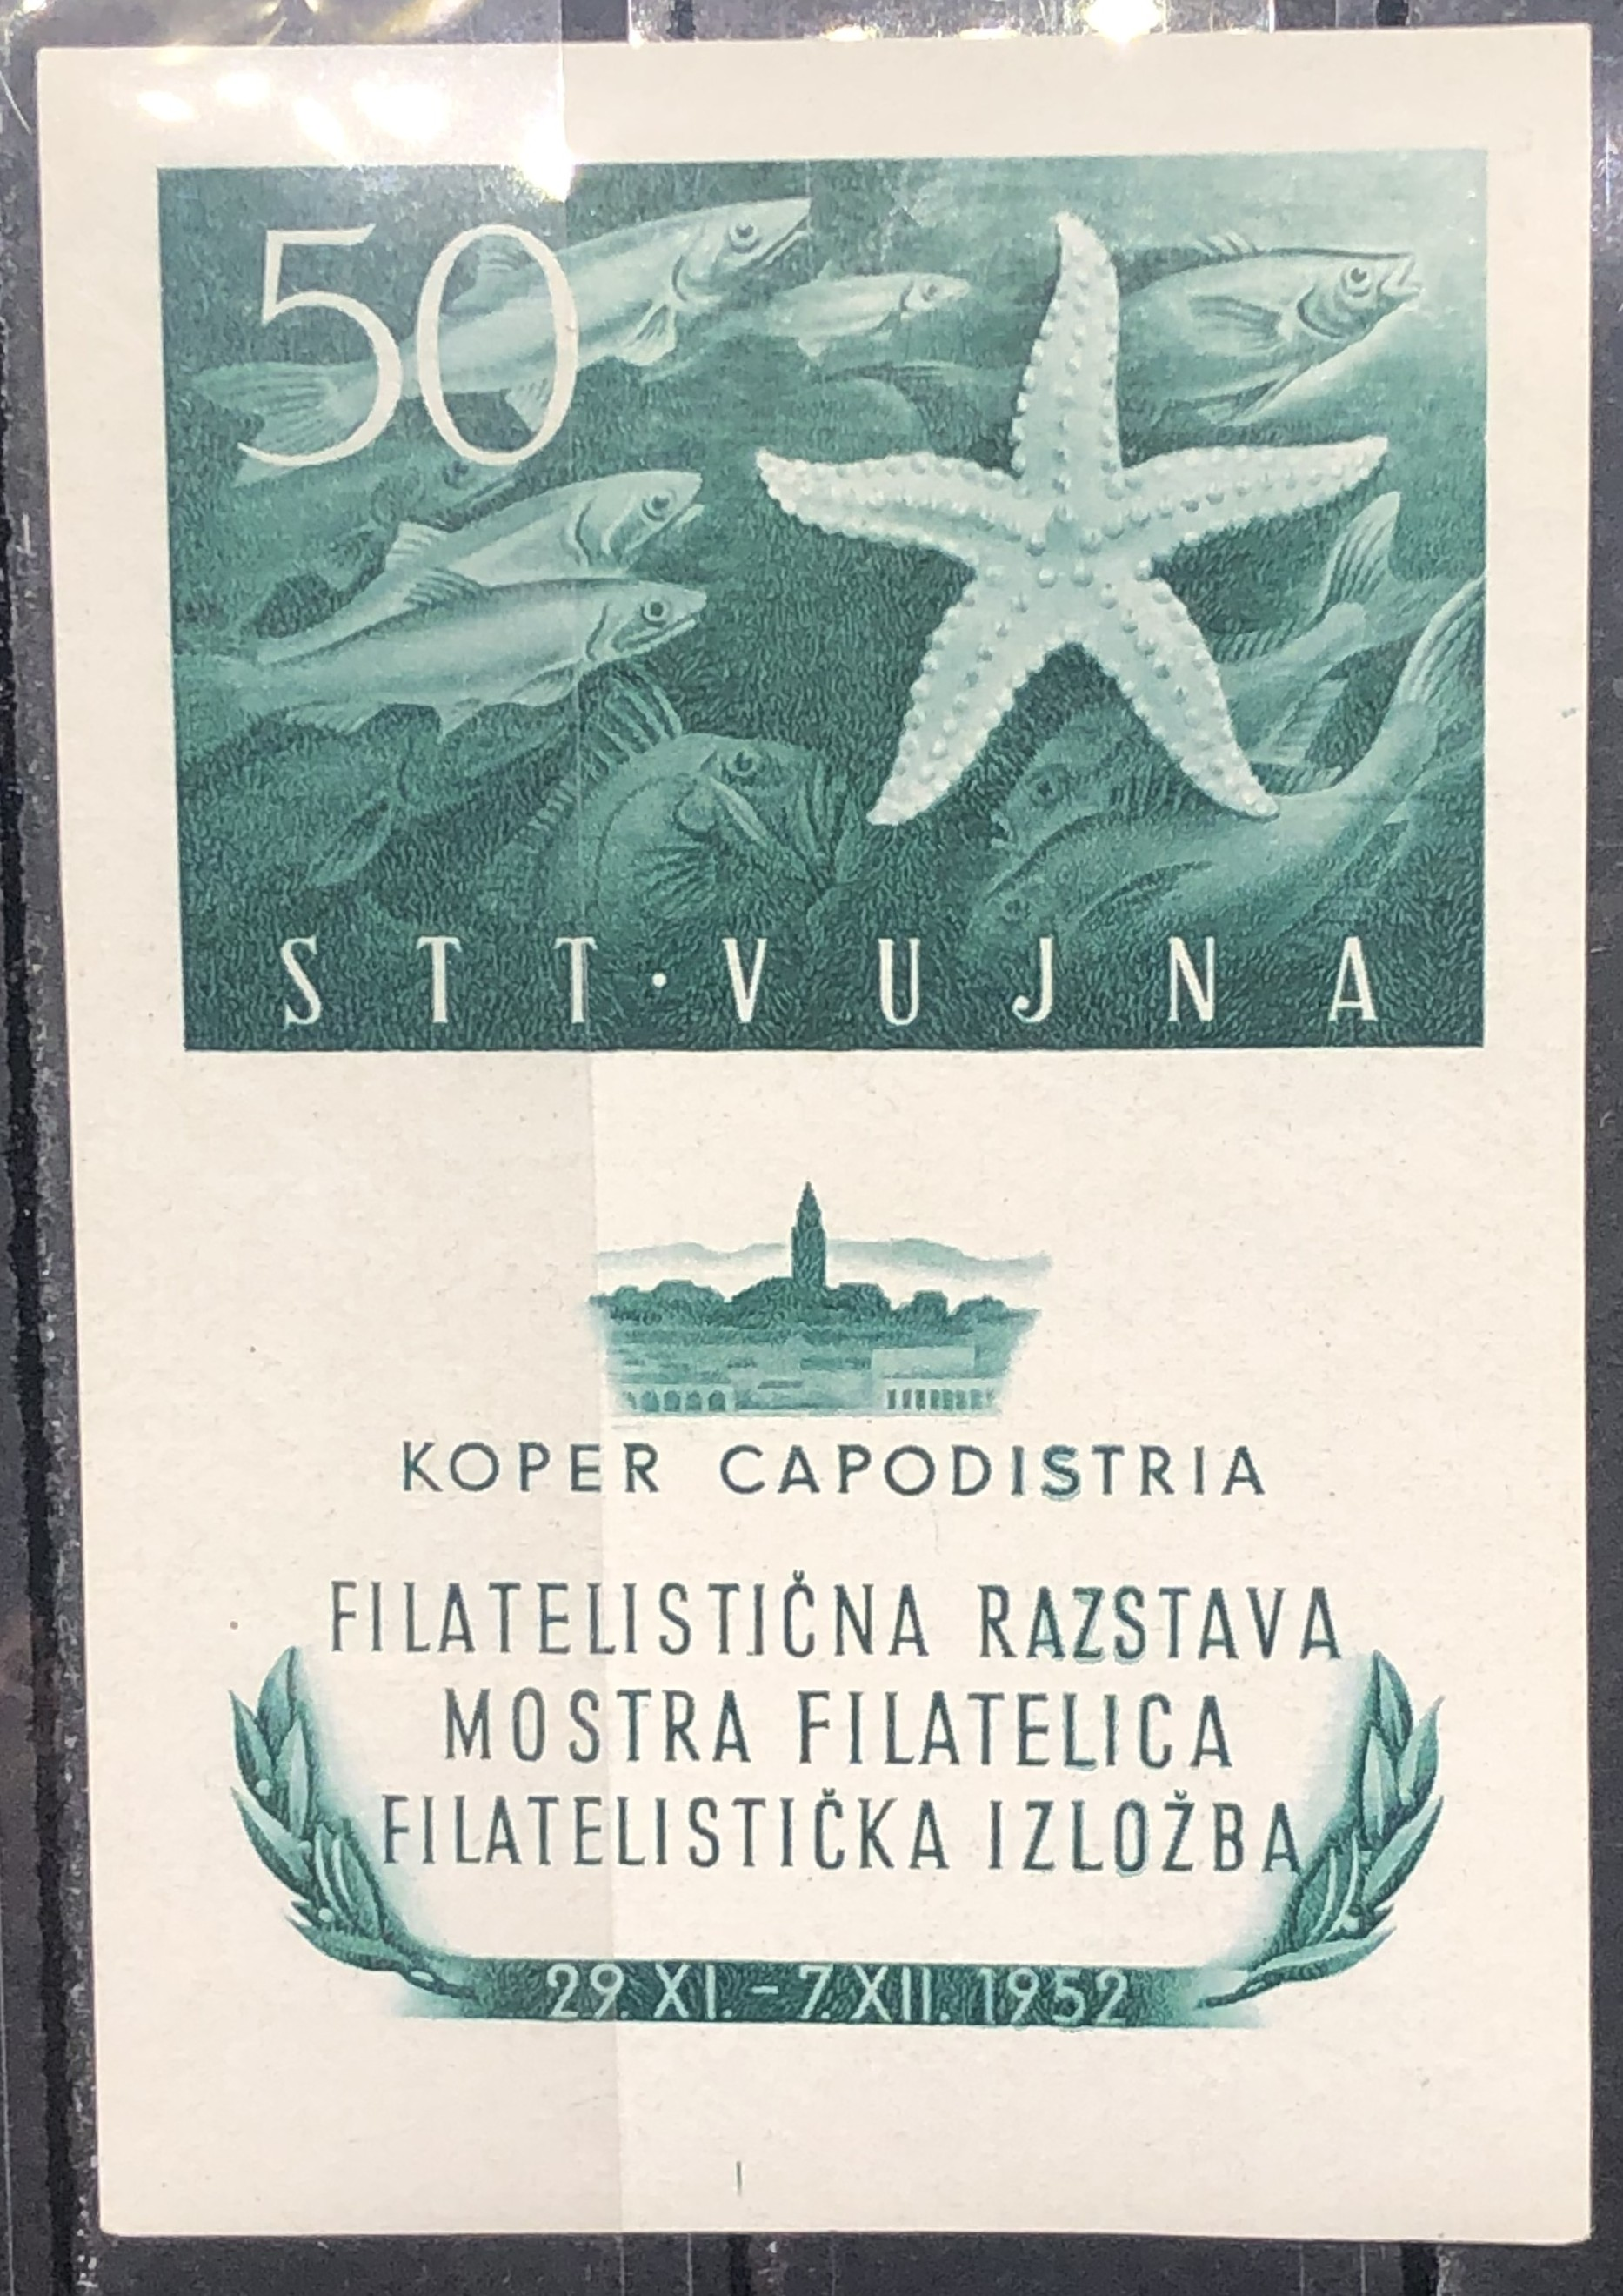 50
STT·VUJNA
KOPER CAPODISTRIA
FILATELISTIČNA RAZSTAVA
MOSTRA FILATELICA
FILATELISTIČKA IZLOŽBA
29. XI. - 7. XII. 1952